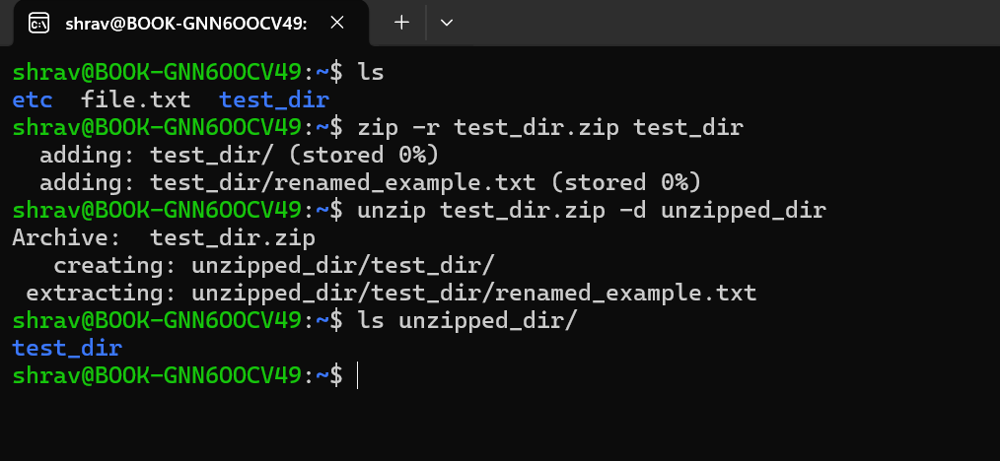 shrav@BOOK-GNN6OOCV49:
shrav@BOOK-GNN6OOCV49:~$ ls
etc  file.txt  test_dir
shrav@BOOK-GNN6OOCV49:~$ zip -r test_dir.zip test_dir
  adding: test_dir/ (stored 0%)
  adding: test_dir/renamed_example.txt (stored 0%)
shrav@BOOK-GNN6OOCV49:~$ unzip test_dir.zip -d unzipped_dir
Archive:  test_dir.zip
   creating: unzipped_dir/test_dir/
 extracting: unzipped_dir/test_dir/renamed_example.txt
shrav@BOOK-GNN6OOCV49:~$ ls unzipped_dir/
test_dir
shrav@BOOK-GNN6OOCV49:~$